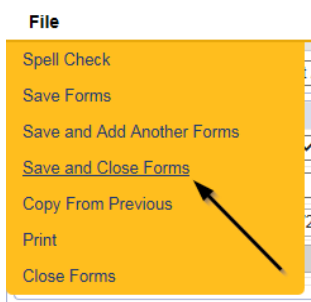 File
Spell Check
Save Forms
Save and Add Another Forms
Save and Close Forms
Copy From Previous
Print
Close Forms